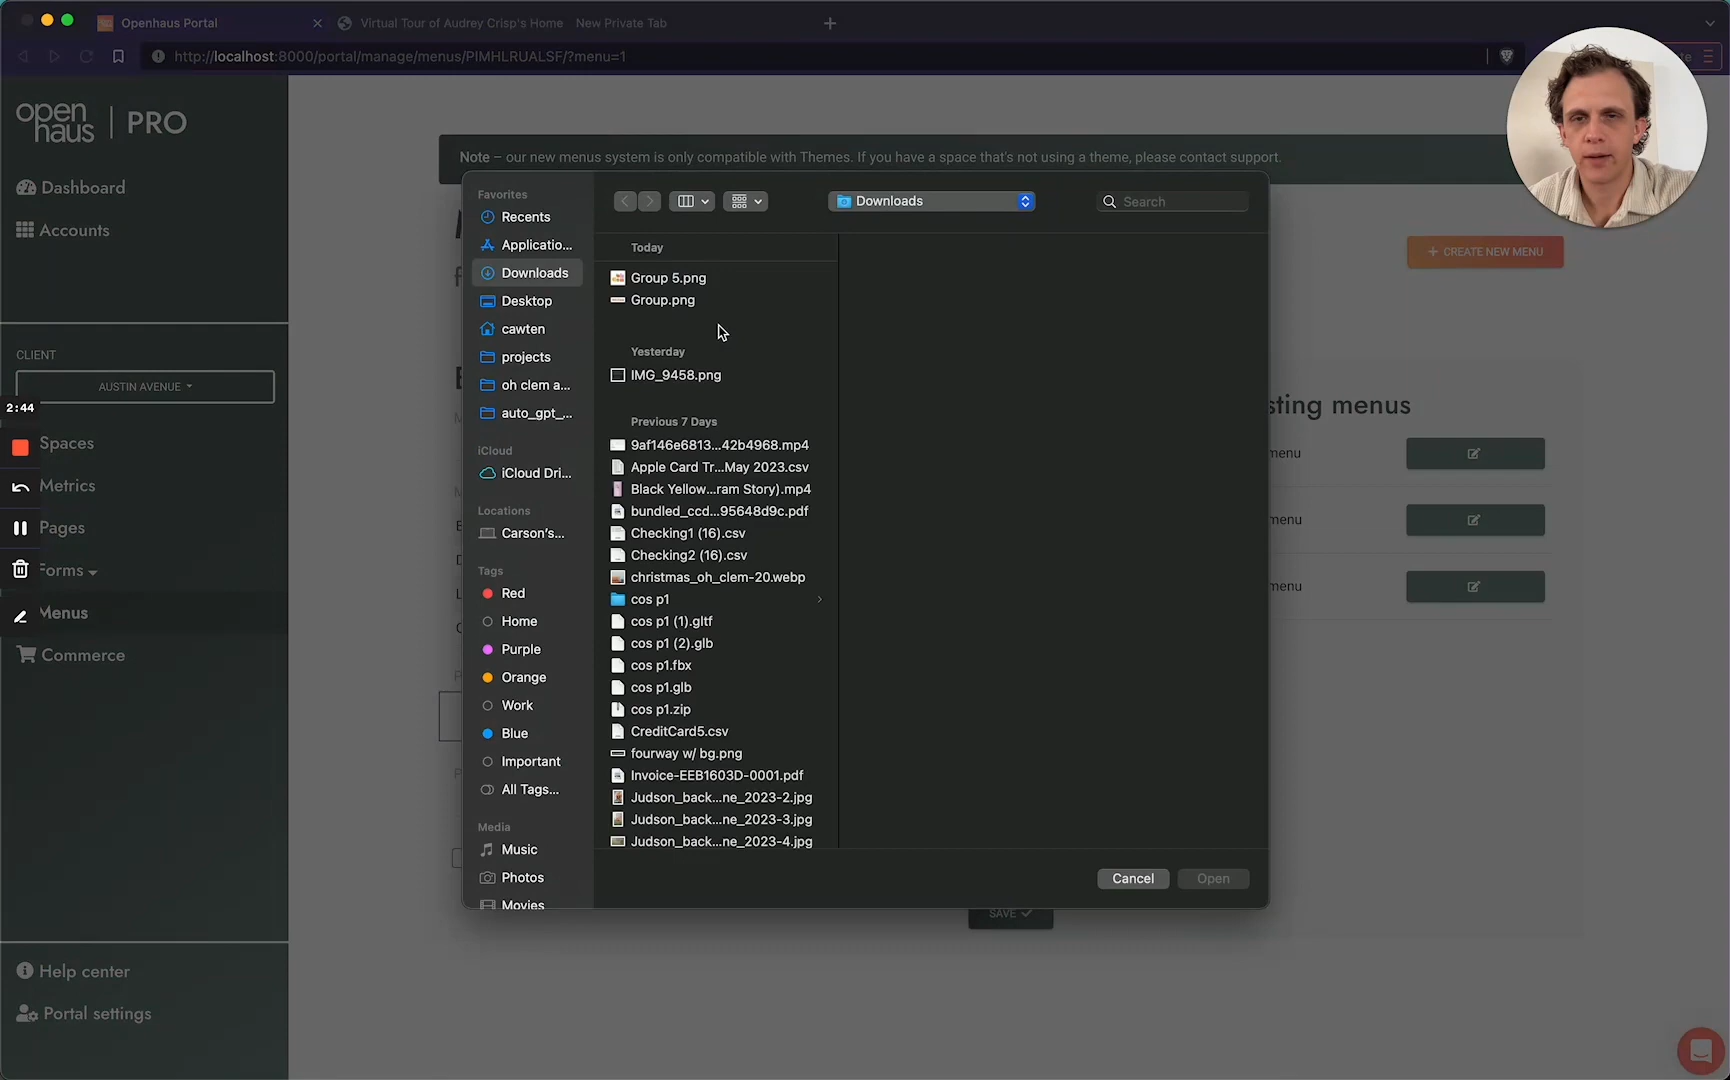 Openhaus Portal
Virtual Tour of Audrey Crisp's Home
New Private Tab
http://localhost:8000/portal/manage/menus/PIMHLRUALSF/?menu=1
open haus | PRO
Dashboard
Accounts
CLIENT
AUSTIN AVENUE
2:44
Spaces
Metrics
Pages
Forms
Menus
Commerce
Help center
Portal settings
Note – our new menus system is only compatible with Themes. If you have a space that's not using a theme, please contact support.
+ CREATE NEW MENU
sting menus
menu
menu
menu
Favorites
Recents
Applicatio...
Downloads
Desktop
cawten
projects
oh clem a...
auto_gpt_...
iCloud
iCloud Dri...
Locations
Carson's...
Tags
Red
Home
Purple
Orange
Work
Blue
Important
All Tags...
Media
Music
Photos
Movies
Downloads
Search
Today
Group 5.png
Group.png
Yesterday
IMG_9458.png
Previous 7 Days
9af146e6813...42b4968.mp4
Apple Card Tr...May 2023.csv
Black Yellow...ram Story).mp4
bundled_ccd...95648d9c.pdf
Checking1 (16).csv
Checking2 (16).csv
christmas_oh_clem-20.webp
cos p1
cos p1 (1).gltf
cos p1 (2).glb
cos p1.fbx
cos p1.glb
cos p1.zip
CreditCard5.csv
fourway w/ bg.png
Invoice-EEB1603D-0001.pdf
Judson_back...ne_2023-2.jpg
Judson_back...ne_2023-3.jpg
Judson_back...ne_2023-4.jpg
Cancel
Open
SAVE